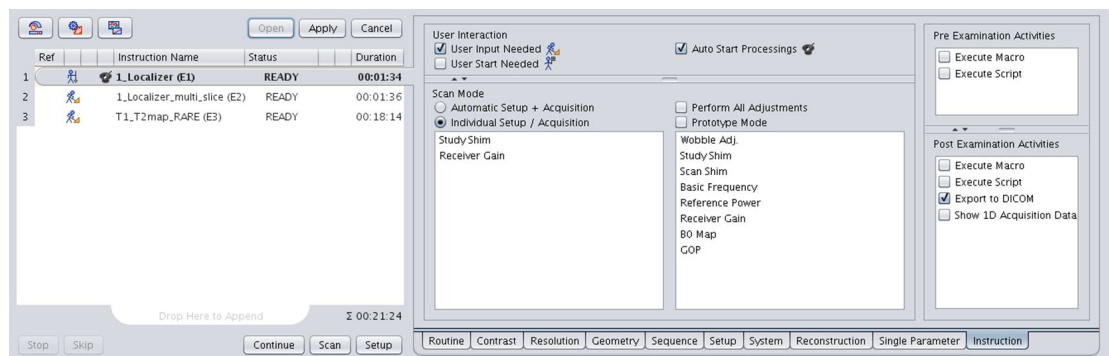 Open Apply Cancel
Ref Instruction Name Status Duration
1 1_Localizer (E1) READY 00:01:34
2 1_Localizer_multi_slice (E2) READY 00:01:36
3 T1_T2map_RARE (E3) READY 00:18:14
Drop Here to Append Σ 00:21:24
Stop Skip Continue Scan Setup
User Interaction
User Input Needed Auto Start Processings
User Start Needed
Scan Mode
Automatic Setup + Acquisition Perform All Adjustments
Individual Setup / Acquisition Prototype Mode
Study Shim
Receiver Gain
Wobble Adj.
Study Shim
Scan Shim
Basic Frequency
Reference Power
Receiver Gain
B0 Map
GOP
Pre Examination Activities
Execute Macro
Execute Script
Post Examination Activities
Execute Macro
Execute Script
Export to DICOM
Show 1D Acquisition Data
Routine Contrast Resolution Geometry Sequence Setup System Reconstruction Single Parameter Instruction